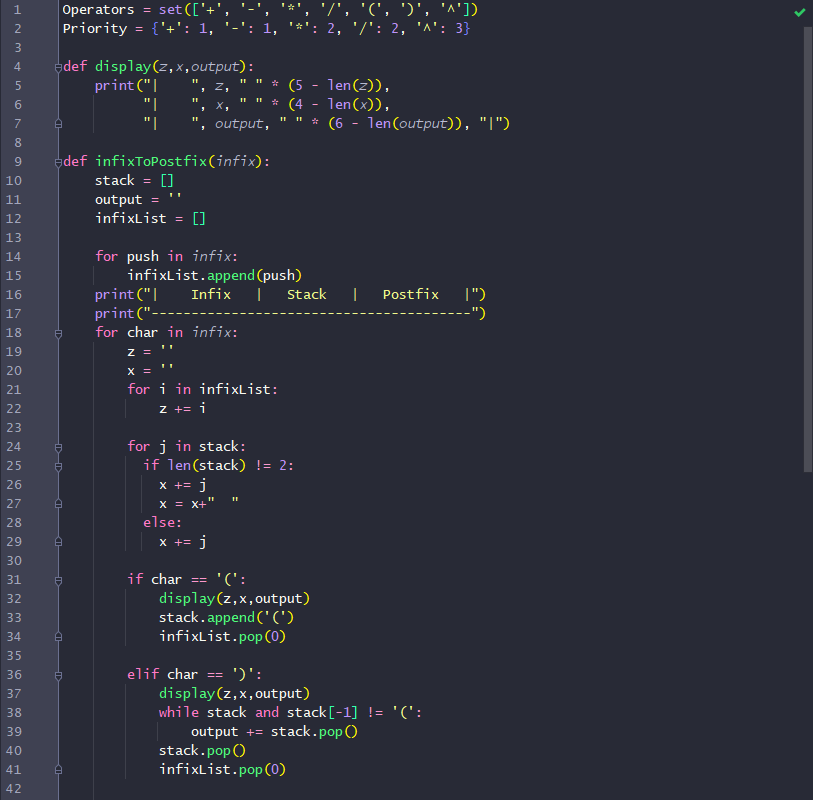 1 Operators = set(['+', '-', '*', '/', '(', ')', '^'])
2 Priority = {'+': 1, '-': 1, '*': 2, '/': 2, '^': 3}
3
4 def display(z,x,output):
5     print("|    ", z, " " * (5 - len(z)),
6           "|    ", x, " " * (4 - len(x)),
7           "|    ", output, " " * (6 - len(output)), "|")
8
9 def infixToPostfix(infix):
10     stack = []
11     output = ''
12     infixList = []
13
14     for push in infix:
15         infixList.append(push)
16     print("|    Infix   |   Stack   |   Postfix   |")
17     print("----------------------------------------")
18     for char in infix:
19         z = ''
20         x = ''
21         for i in infixList:
22             z += i
23
24         for j in stack:
25           if len(stack) != 2:
26             x += j
27             x = x+"  "
28           else:
29             x += j
30
31         if char == '(':
32             display(z,x,output)
33             stack.append('(')
34             infixList.pop(0)
35
36         elif char == ')':
37             display(z,x,output)
38             while stack and stack[-1] != '(':
39                 output += stack.pop()
40             stack.pop()
41             infixList.pop(0)
42